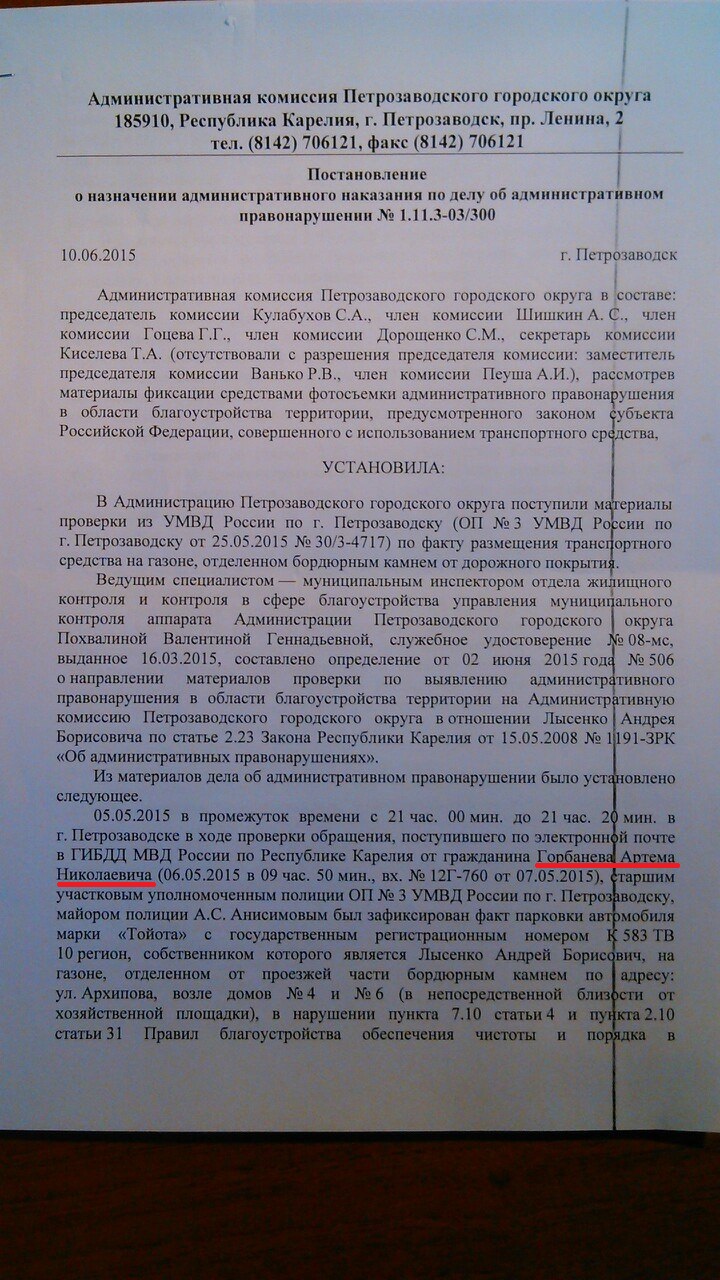 Административная комиссия Петрозаводского городского округа
185910, Республика Карелия, г. Петрозаводск, пр. Ленина, 2
тел. (8142) 706121, факс (8142) 706121
Постановление
о назначении административного наказания по делу об административном
правонарушении № 1.11.3-03/300
10.06.2015 г. Петрозаводск
Административная комиссия Петрозаводского городского округа в составе:
председатель комиссии Кулабухов С.А., член комиссии Шишкин А. С., член
комиссии Гоцева Г.Г., член комиссии Дорощенко С.М., секретарь комиссии
Киселева Т.А. (отсутствовали с разрешения председателя комиссии: заместитель
председателя комиссии Ванько Р.В., член комиссии Пеуша А.И.), рассмотрев
материалы фиксации средствами фотосъемки административного правонарушения
в области благоустройства территории, предусмотренного законом субъекта
Российской Федерации, совершенного с использованием транспортного средства,
УСТАНОВИЛА:
В Администрацию Петрозаводского городского округа поступили материалы
проверки из УМВД России по г. Петрозаводску (ОП № 3 УМВД России по
г. Петрозаводску от 25.05.2015 № 30/3-4717) по факту размещения транспортного
средства на газоне, отделенном бордюрным камнем от дорожного покрытия.
Ведущим специалистом — муниципальным инспектором отдела жилищного
контроля и контроля в сфере благоустройства управления муниципального
контроля аппарата Администрации Петрозаводского городского округа
Похвалиной Валентиной Геннадьевной, служебное удостоверение № 08-мс,
выданное 16.03.2015, составлено определение от 02 июня 2015 года № 506
о направлении материалов проверки по выявлению административного
правонарушения в области благоустройства территории на Административную
комиссию Петрозаводского городского округа в отношении Лысенко Андрея
Борисовича по статье 2.23 Закона Республики Карелия от 15.05.2008 № 1191-ЗРК
«Об административных правонарушениях».
Из материалов дела об административном правонарушении было установлено
следующее.
05.05.2015 в промежуток времени с 21 час. 00 мин. до 21 час. 20 мин. в
г. Петрозаводске в ходе проверки обращения, поступившего по электронной почте
в ГИБДД МВД России по Республике Карелия от гражданина Горбанева Артема
Николаевича (06.05.2015 в 09 час. 50 мин., вх. № 12Г-760 от 07.05.2015), старшим
участковым уполномоченным полиции ОП № 3 УМВД России по г. Петрозаводску,
майором полиции А.С. Анисимовым был зафиксирован факт парковки автомобиля
марки «Тойота» с государственным регистрационным номером К 583 ТВ
10 регион, собственником которого является Лысенко Андрей Борисович, на
газоне, отделенном от проезжей части бордюрным камнем по адресу:
ул. Архипова, возле домов № 4 и № 6 (в непосредственной близости от
хозяйственной площадки), в нарушении пункта 7.10 статьи 4 и пункта 2.10
статьи 31 Правил благоустройства обеспечения чистоты и порядка в